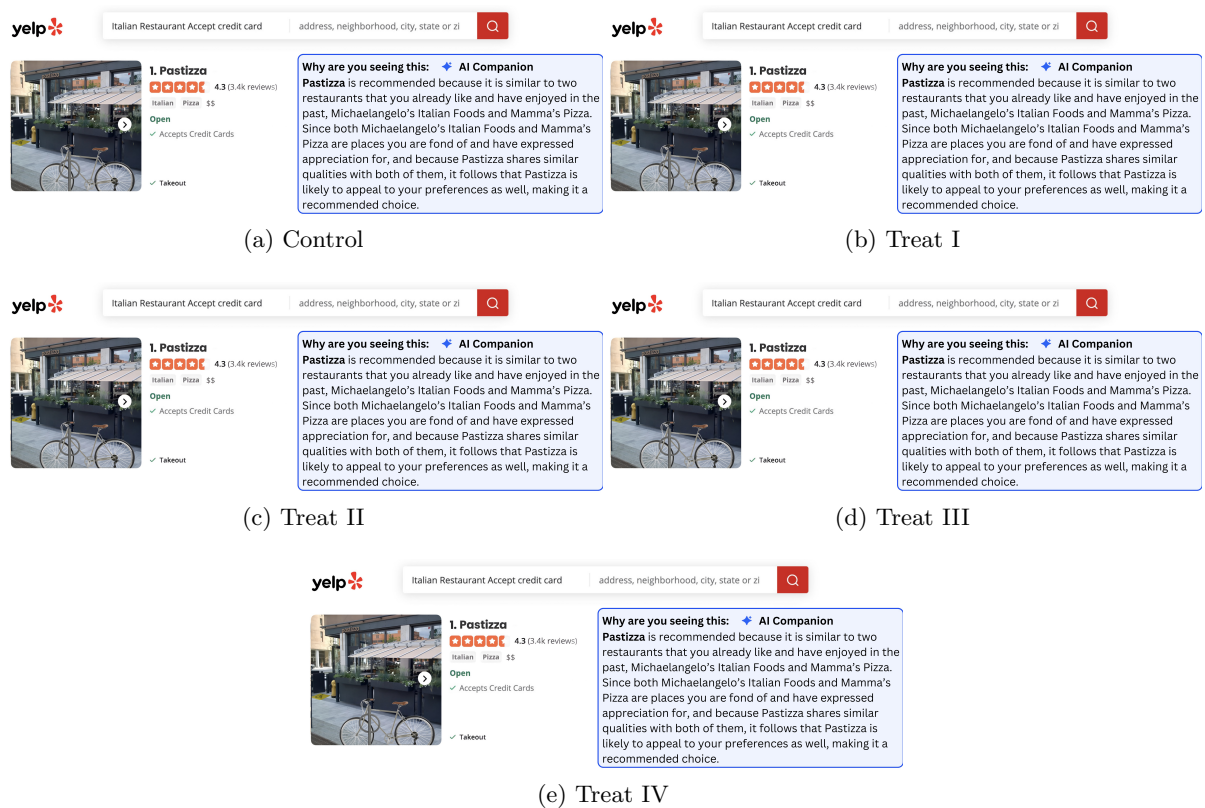 yelp
Italian Restaurant Accept credit card address, neighborhood, city, state or zi
1. Pastizza
4.3 (3.4k reviews)
Italian Pizza $$
Open
✓ Accepts Credit Cards
✓ Takeout
Why are you seeing this: AI Companion
Pastizza is recommended because it is similar to two
restaurants that you already like and have enjoyed in the
past, Michaelangelo's Italian Foods and Mamma's Pizza.
Since both Michaelangelo's Italian Foods and Mamma's
Pizza are places you are fond of and have expressed
appreciation for, and because Pastizza shares similar
qualities with both of them, it follows that Pastizza is
likely to appeal to your preferences as well, making it a
recommended choice.
(a) Control
yelp
Italian Restaurant Accept credit card address, neighborhood, city, state or zi
1. Pastizza
4.3 (3.4k reviews)
Italian Pizza $$
Open
✓ Accepts Credit Cards
✓ Takeout
Why are you seeing this: AI Companion
Pastizza is recommended because it is similar to two
restaurants that you already like and have enjoyed in the
past, Michaelangelo's Italian Foods and Mamma's Pizza.
Since both Michaelangelo's Italian Foods and Mamma's
Pizza are places you are fond of and have expressed
appreciation for, and because Pastizza shares similar
qualities with both of them, it follows that Pastizza is
likely to appeal to your preferences as well, making it a
recommended choice.
(b) Treat I
yelp
Italian Restaurant Accept credit card address, neighborhood, city, state or zi
1. Pastizza
4.3 (3.4k reviews)
Italian Pizza $$
Open
✓ Accepts Credit Cards
✓ Takeout
Why are you seeing this: AI Companion
Pastizza is recommended because it is similar to two
restaurants that you already like and have enjoyed in the
past, Michaelangelo's Italian Foods and Mamma's Pizza.
Since both Michaelangelo's Italian Foods and Mamma's
Pizza are places you are fond of and have expressed
appreciation for, and because Pastizza shares similar
qualities with both of them, it follows that Pastizza is
likely to appeal to your preferences as well, making it a
recommended choice.
(c) Treat II
yelp
Italian Restaurant Accept credit card address, neighborhood, city, state or zi
1. Pastizza
4.3 (3.4k reviews)
Italian Pizza $$
Open
✓ Accepts Credit Cards
✓ Takeout
Why are you seeing this: AI Companion
Pastizza is recommended because it is similar to two
restaurants that you already like and have enjoyed in the
past, Michaelangelo's Italian Foods and Mamma's Pizza.
Since both Michaelangelo's Italian Foods and Mamma's
Pizza are places you are fond of and have expressed
appreciation for, and because Pastizza shares similar
qualities with both of them, it follows that Pastizza is
likely to appeal to your preferences as well, making it a
recommended choice.
(d) Treat III
yelp
Italian Restaurant Accept credit card address, neighborhood, city, state or zi
1. Pastizza
4.3 (3.4k reviews)
Italian Pizza $$
Open
✓ Accepts Credit Cards
✓ Takeout
Why are you seeing this: AI Companion
Pastizza is recommended because it is similar to two
restaurants that you already like and have enjoyed in the
past, Michaelangelo's Italian Foods and Mamma's Pizza.
Since both Michaelangelo's Italian Foods and Mamma's
Pizza are places you are fond of and have expressed
appreciation for, and because Pastizza shares similar
qualities with both of them, it follows that Pastizza is
likely to appeal to your preferences as well, making it a
recommended choice.
(e) Treat IV